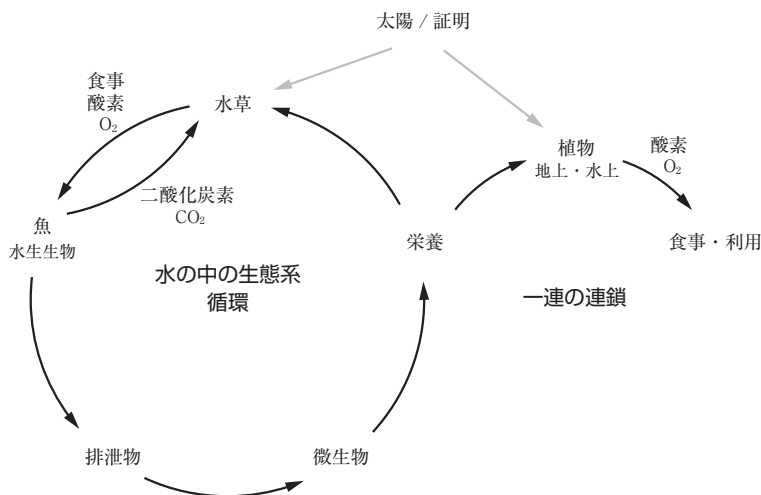 太陽 / 証明
食事
酸素
O₂
水草
植物
地上・水上
酸素
O₂
二酸化炭素
CO₂
魚
水生生物
栄養
食事・利用
水の中の生態系
循環
一連の連鎖
排泄物
微生物